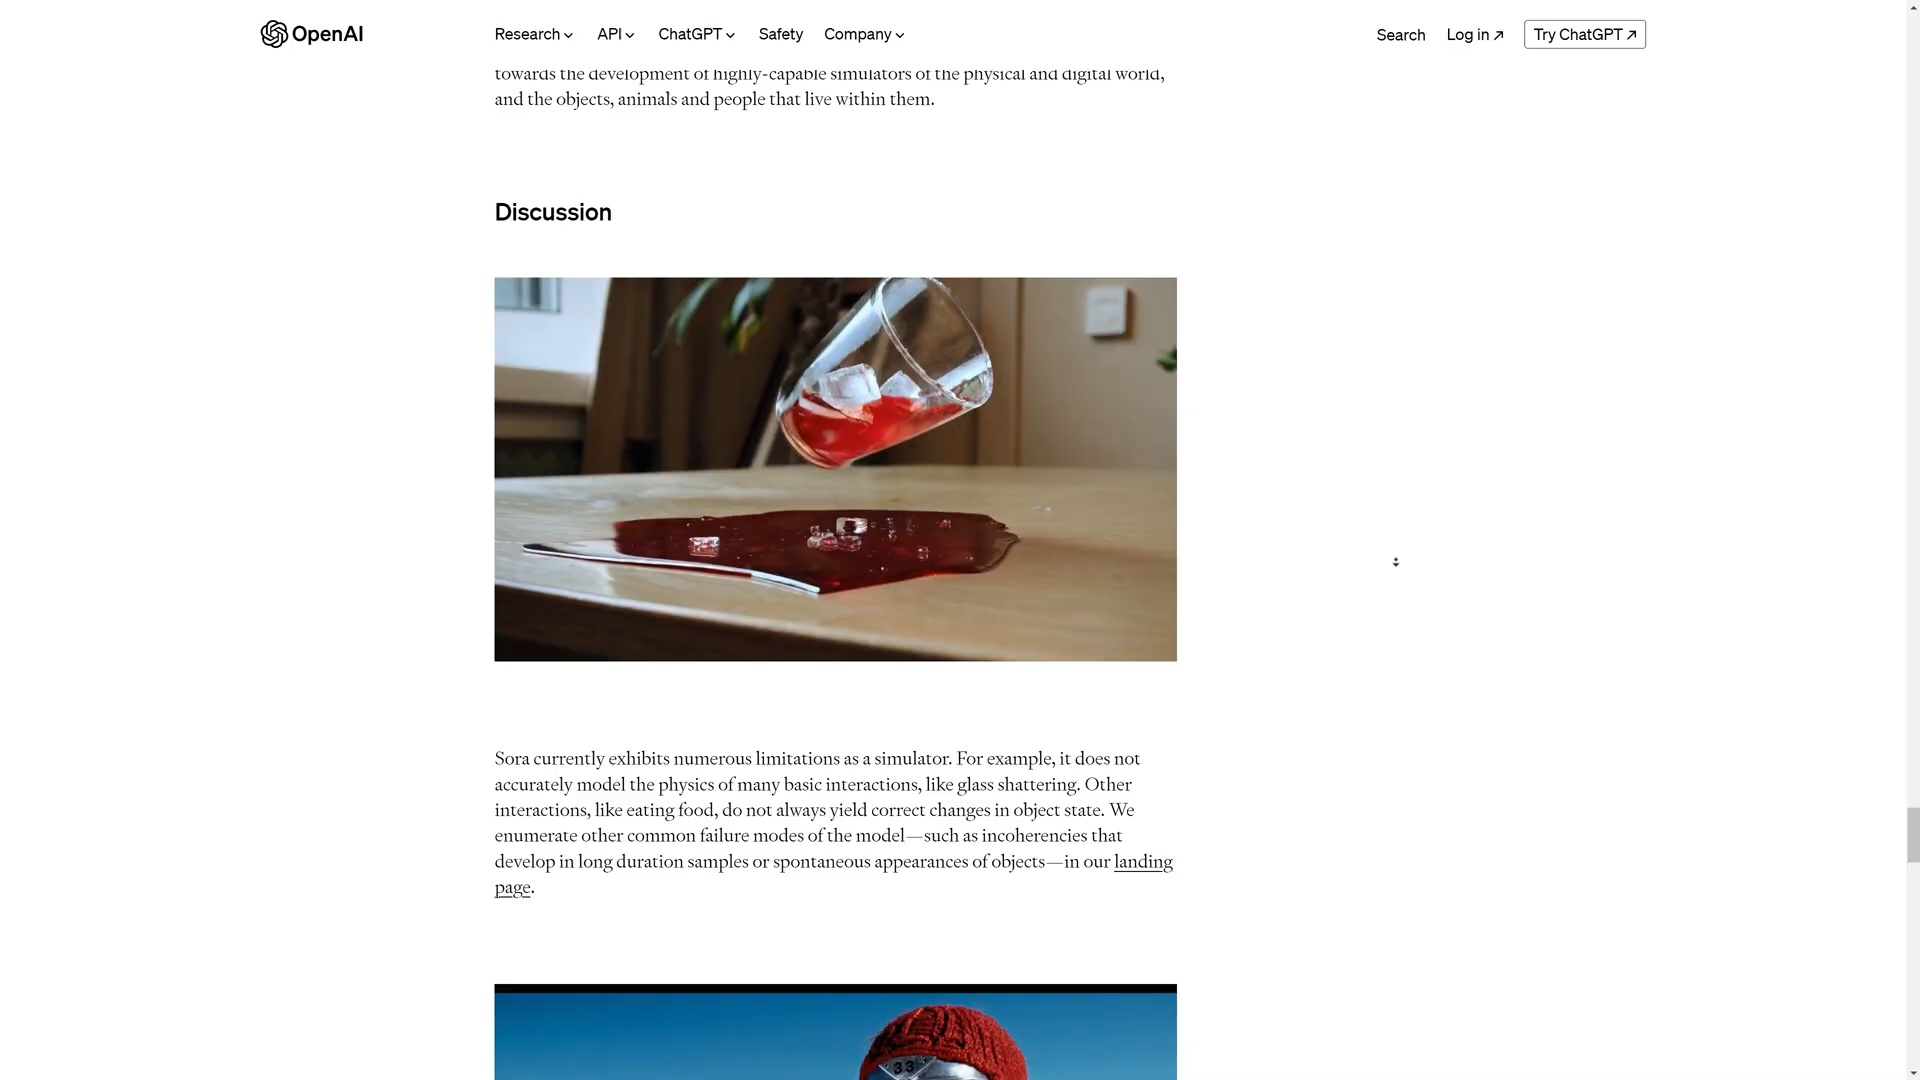 OpenAI
Research
API
ChatGPT
Safety
Company
Search
Log in ↗
Try ChatGPT ↗
towards the development of highly-capable simulators of the physical and digital world,
and the objects, animals and people that live within them.
Discussion
Sora currently exhibits numerous limitations as a simulator. For example, it does not
accurately model the physics of many basic interactions, like glass shattering. Other
interactions, like eating food, do not always yield correct changes in object state. We
enumerate other common failure modes of the model—such as incoherencies that
develop in long duration samples or spontaneous appearances of objects—in our landing
page.
33